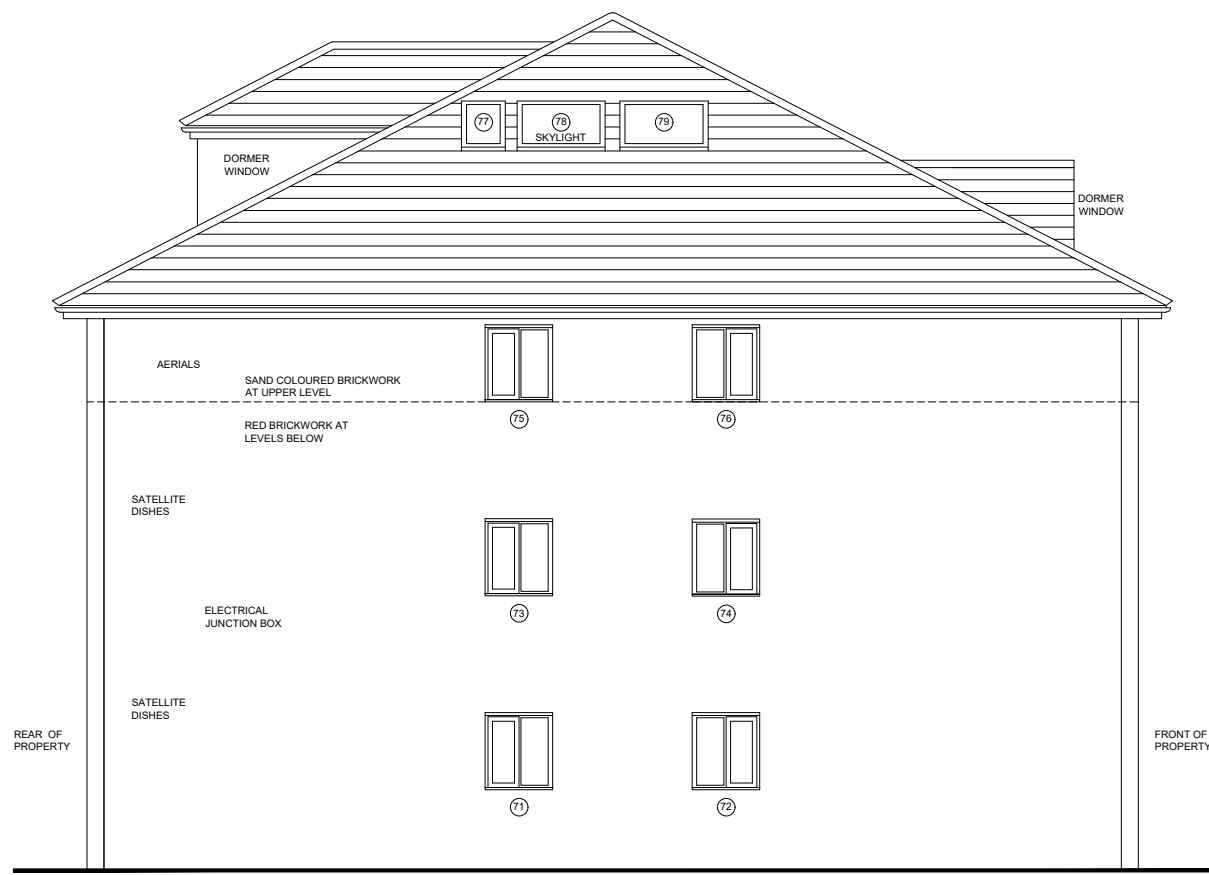 77
78
79
SKYLIGHT
DORMER
WINDOW
DORMER
WINDOW
AERIALS
SAND COLOURED BRICKWORK
AT UPPER LEVEL
75
76
RED BRICKWORK AT
LEVELS BELOW
SATELLITE
DISHES
ELECTRICAL
JUNCTION BOX
73
74
SATELLITE
DISHES
REAR OF
PROPERTY
FRONT OF
PROPERTY
71
72